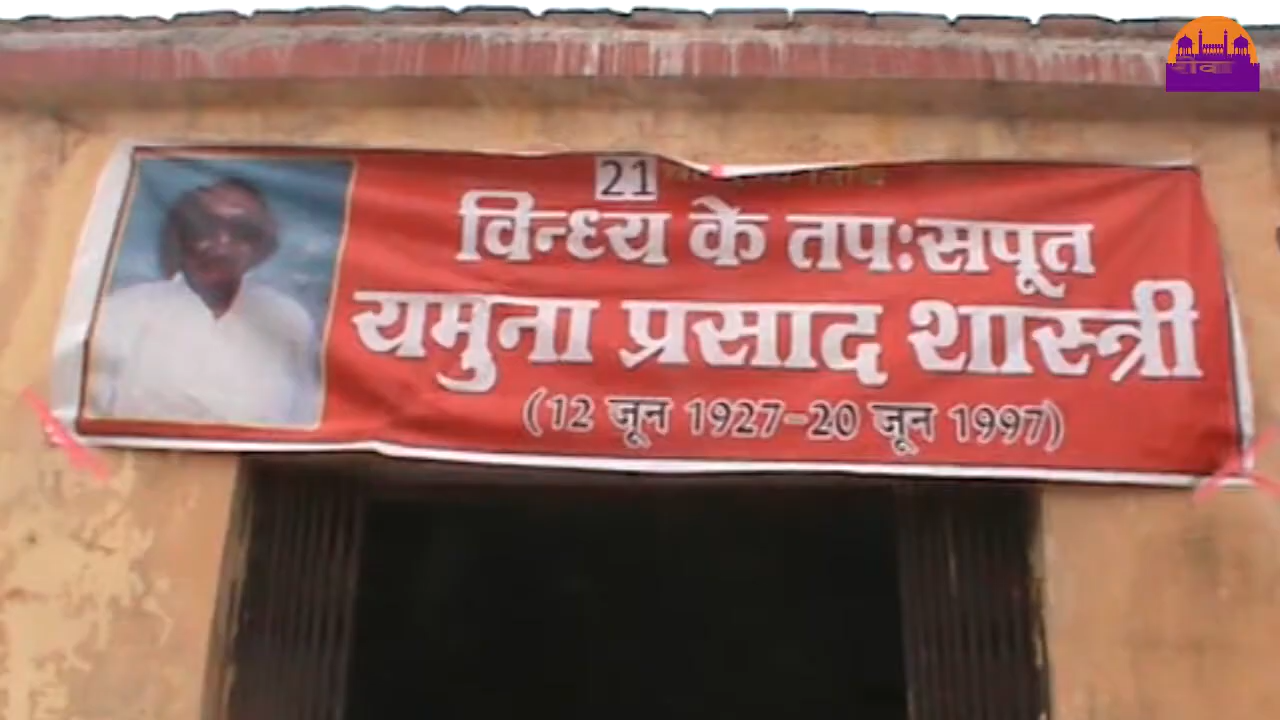 रीवा
21
विन्ध्य के तपःसपूत
यमुना प्रसाद शास्त्री
(12 जून 1927-20 जून 1997)